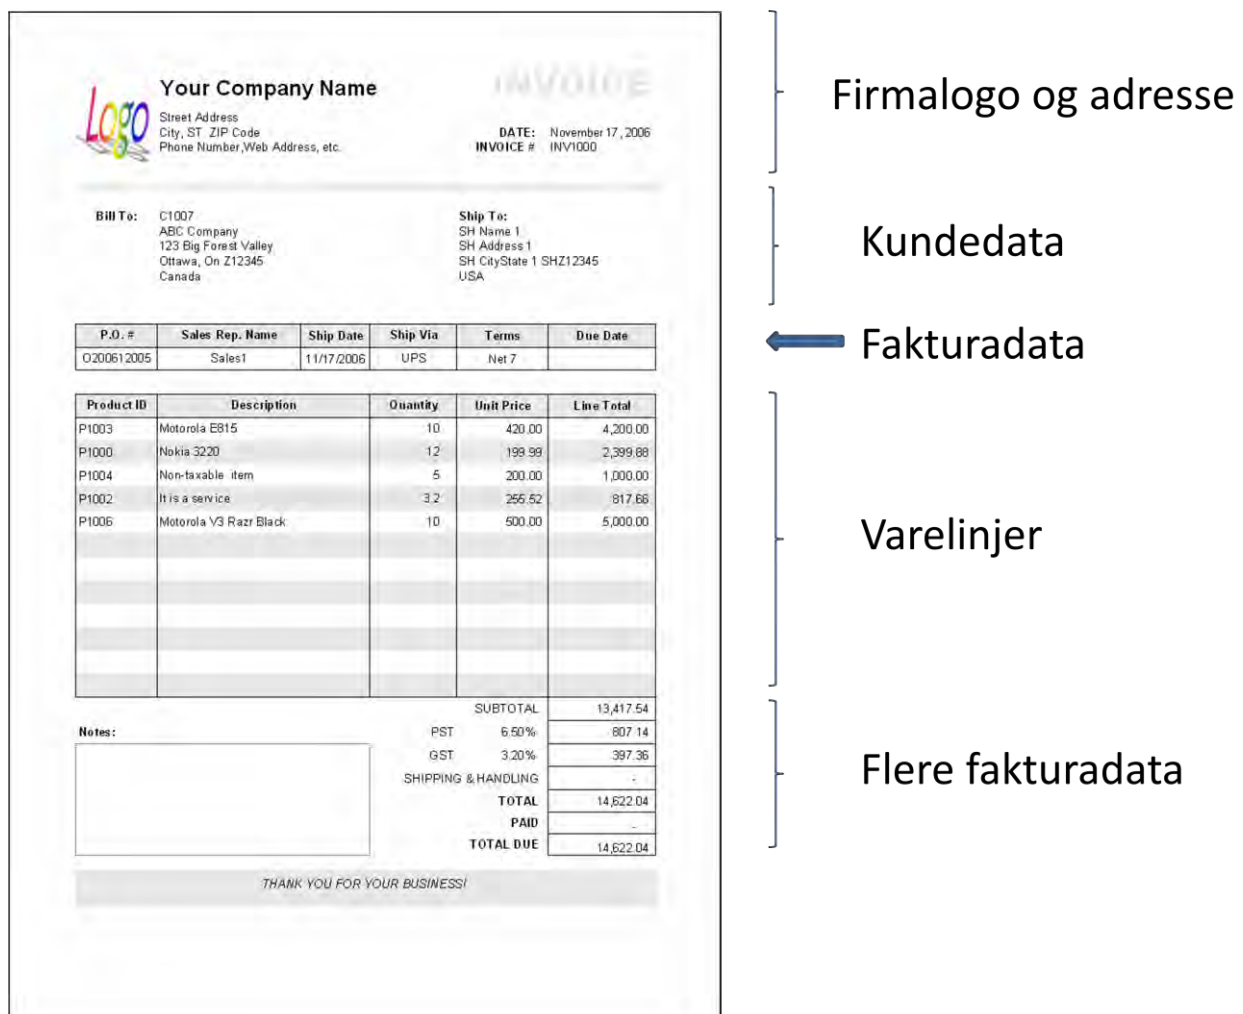 INVOICE
Logo
Your Company Name
Street Address
City, ST ZIP Code
Phone Number,Web Address, etc.
DATE: November 17, 2006
INVOICE # INV1000
Firmalogo og adresse
Bill To: C1007
ABC Company
123 Big Forest Valley
Ottawa, On Z12345
Canada
Ship To:
SH Name 1
SH Address 1
SH CityState 1 SHZ12345
USA
Kundedata
P.O. # Sales Rep. Name Ship Date Ship Via Terms Due Date
O200612005 Sales1 11/17/2006 UPS Net 7
Fakturadata
Product ID Description Quantity Unit Price Line Total
P1003 Motorola E815 10 420.00 4,200.00
P1000 Nokia 3220 12 199.99 2,399.88
P1004 Non-taxable item 5 200.00 1,000.00
P1002 It is a service 3.2 255.52 817.66
P1006 Motorola V3 Razr Black 10 500.00 5,000.00
Varelinjer
SUBTOTAL 13,417.54
Notes:
PST 6.50% 807.14
GST 3.20% 397.36
SHIPPING & HANDLING -
TOTAL 14,622.04
PAID -
TOTAL DUE 14,622.04
Flere fakturadata
THANK YOU FOR YOUR BUSINESS!